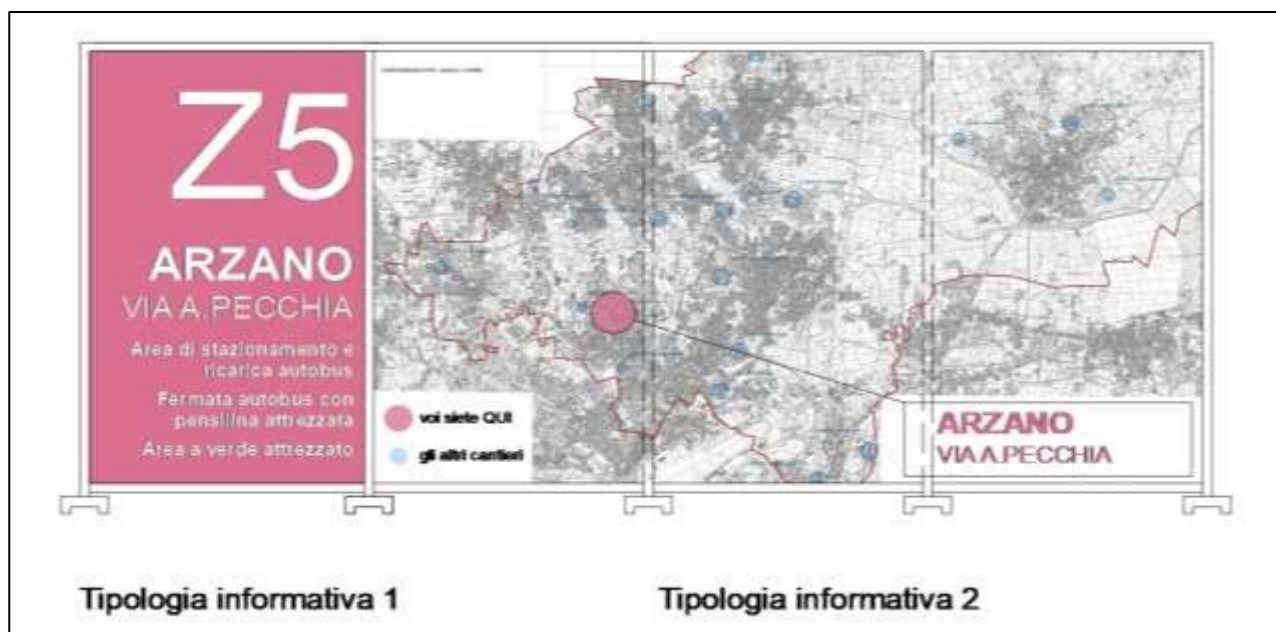 Z5
ARZANO
VIA A.PECCHIA
Area di stazionamento e
ricarica autobus
Fermata autobus con
pensilina attrezzata
Area a verde attrezzato
voi siete QUI
gli altri cantieri
ARZANO
VIA A.PECCHIA
Tipologia informativa 1
Tipologia informativa 2